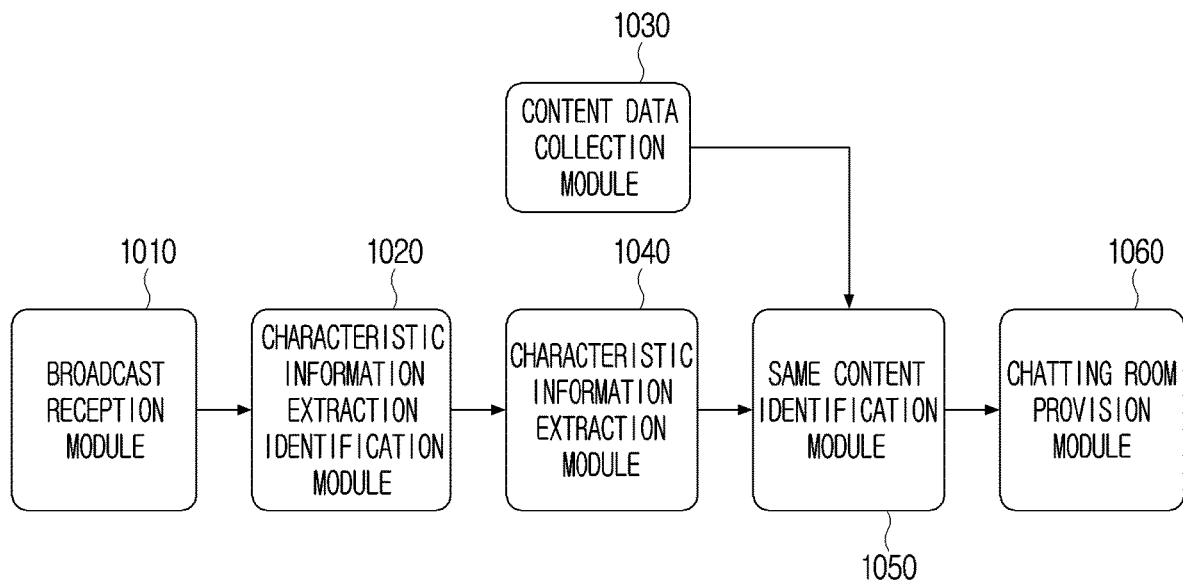 1030
CONTENT DATA
COLLECTION
MODULE
1010
BROADCAST
RECEPTION
MODULE
1020
CHARACTERISTIC
INFORMATION
EXTRACTION
IDENTIFICATION
MODULE
1040
CHARACTERISTIC
INFORMATION
EXTRACTION
MODULE
SAME CONTENT
IDENTIFICATION
MODULE
1050
1060
CHATTING ROOM
PROVISION
MODULE